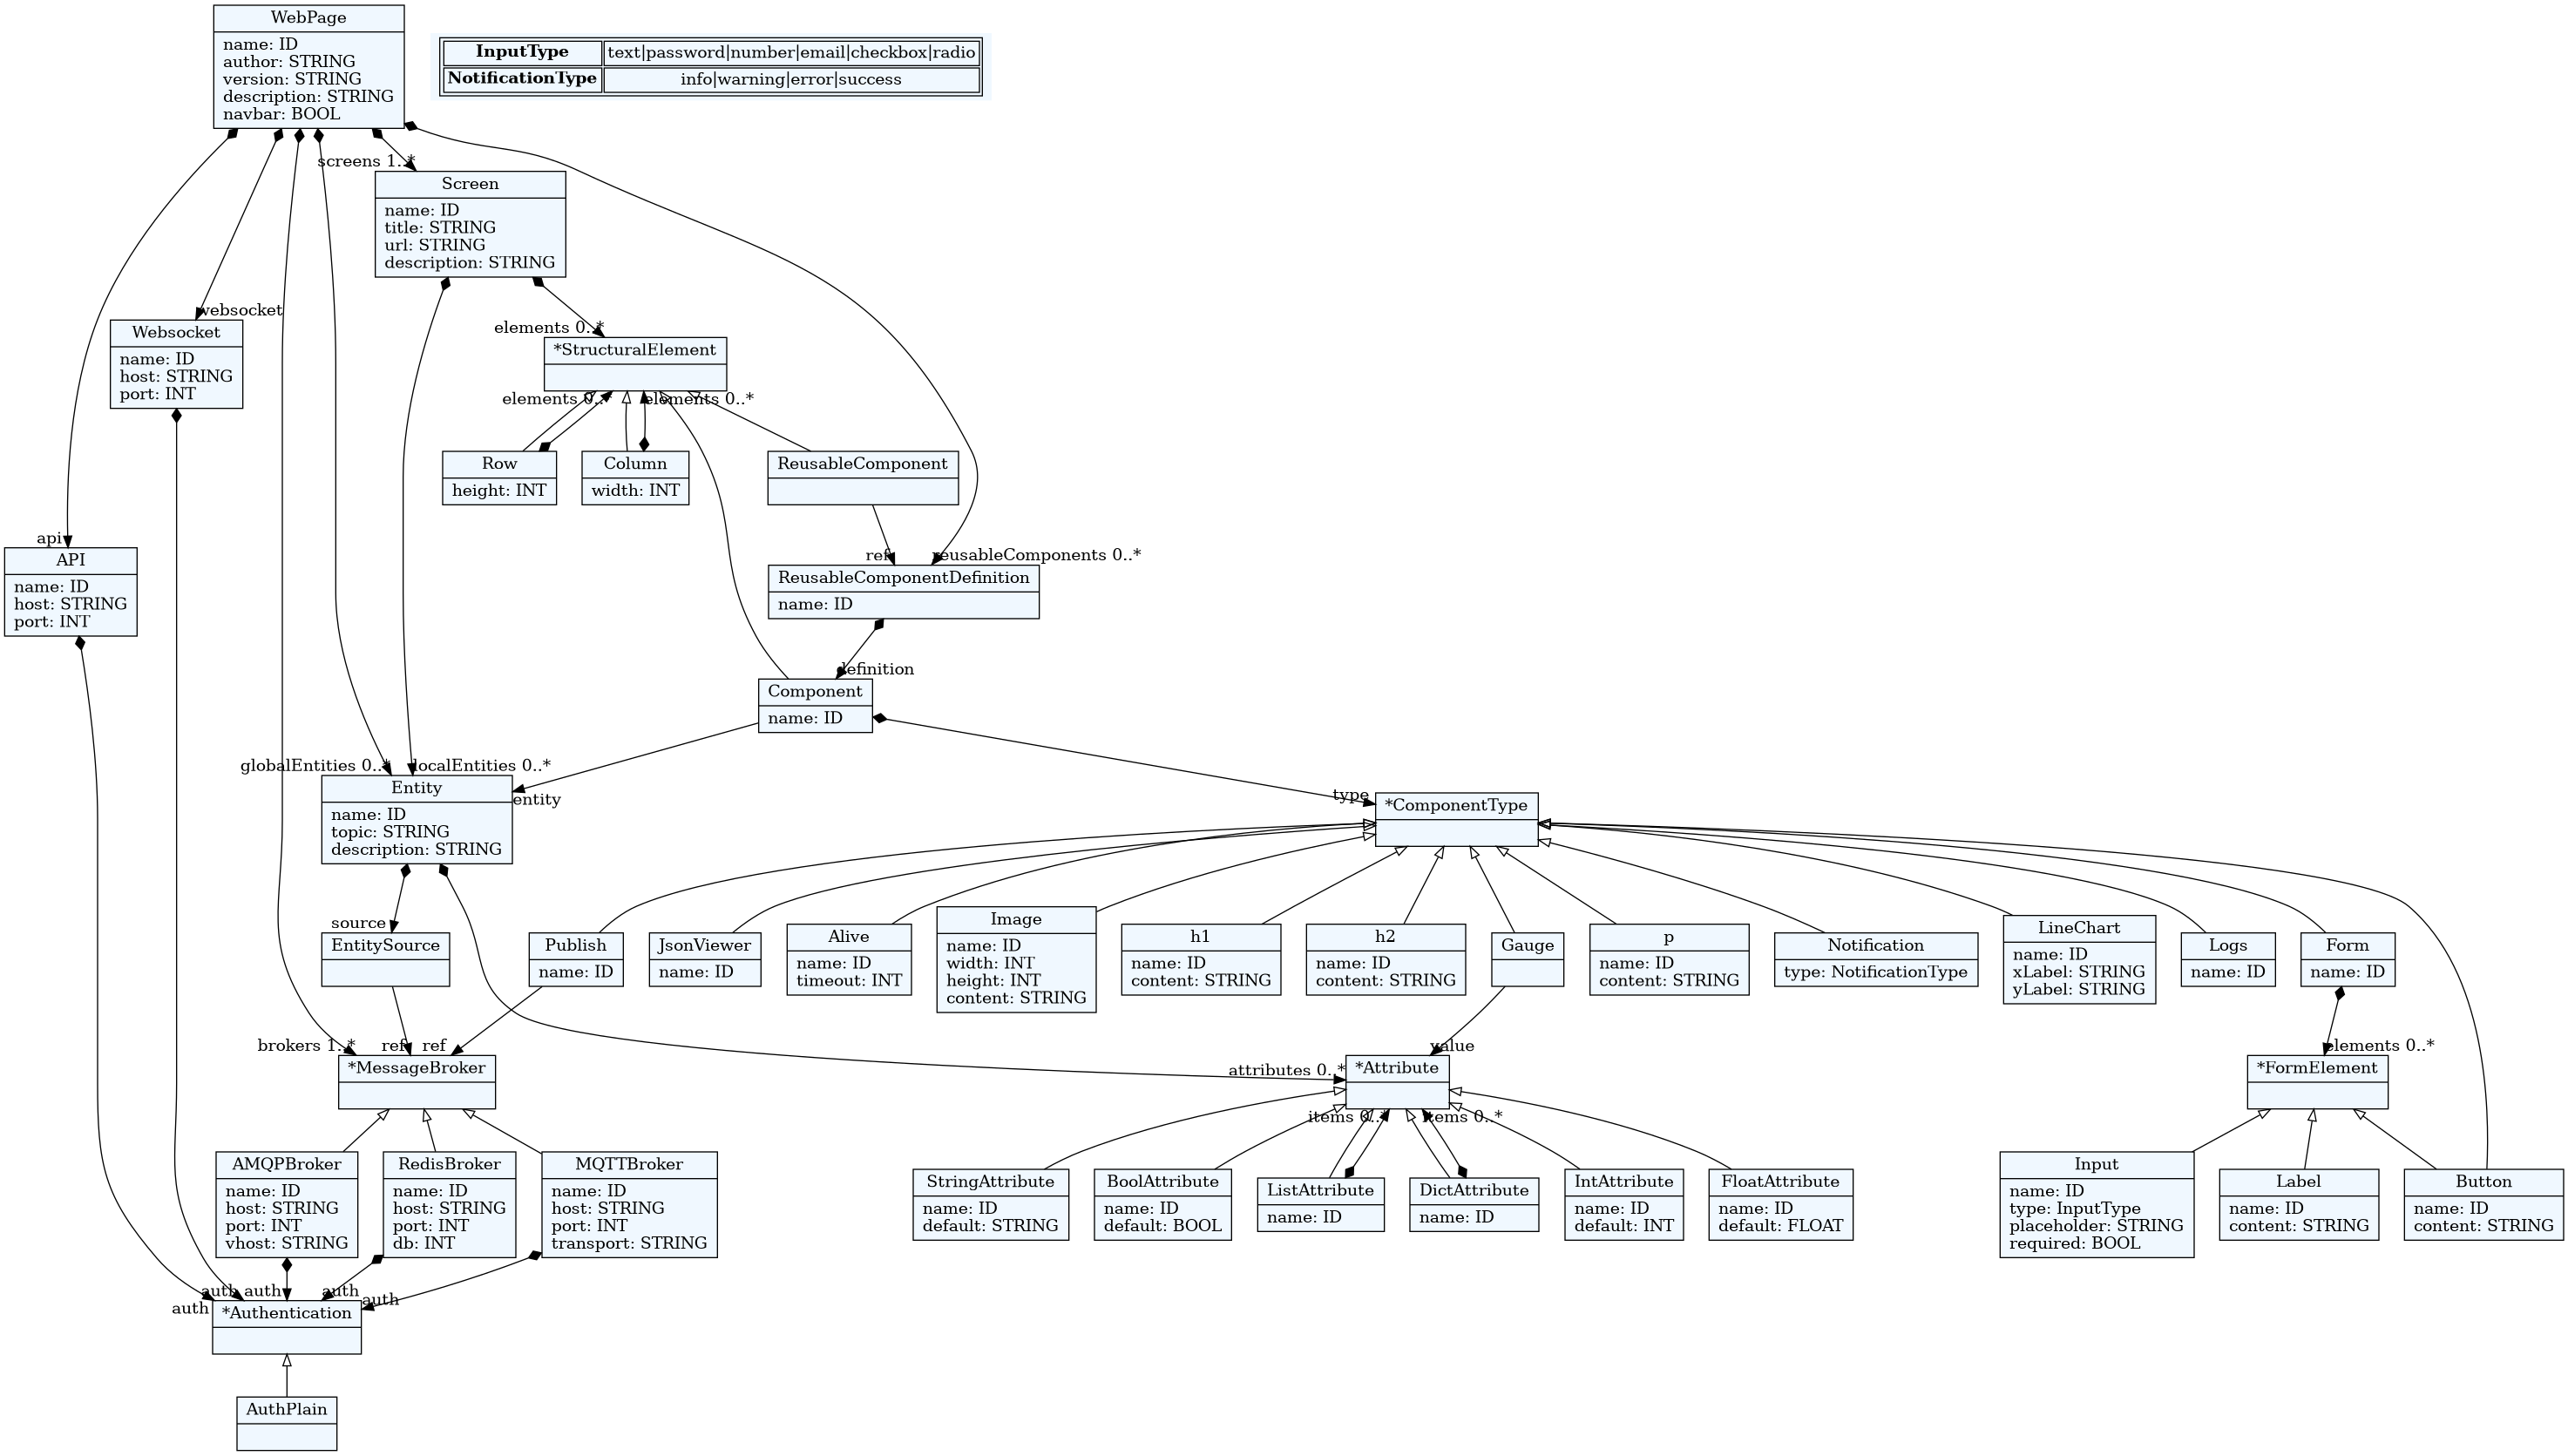 WebPage
name: ID
author: STRING
version: STRING
description: STRING
navbar: BOOL
InputType text|password|number|email|checkbox|radio
NotificationType info|warning|error|success
screens 1..*
Screen
name: ID
title: STRING
url: STRING
description: STRING
websocket
Websocket
name: ID
host: STRING
port: INT
elements 0..*
*StructuralElement
elements 0..*
elements 0..*
Row
height: INT
Column
width: INT
ReusableComponent
api
API
name: ID
host: STRING
port: INT
ref
reusableComponents 0..*
ReusableComponentDefinition
name: ID
definition
Component
name: ID
globalEntities 0..*
localEntities 0..*
Entity
name: ID
topic: STRING
description: STRING
entity
type
*ComponentType
source
EntitySource
Publish
name: ID
JsonViewer
name: ID
Alive
name: ID
timeout: INT
Image
name: ID
width: INT
height: INT
content: STRING
h1
name: ID
content: STRING
h2
name: ID
content: STRING
Gauge
p
name: ID
content: STRING
Notification
type: NotificationType
LineChart
name: ID
xLabel: STRING
yLabel: STRING
Logs
name: ID
Form
name: ID
brokers 1..*
ref
ref
*MessageBroker
attributes 0..*
value
*Attribute
elements 0..*
*FormElement
items 0..*
items 0..*
AMQPBroker
name: ID
host: STRING
port: INT
vhost: STRING
RedisBroker
name: ID
host: STRING
port: INT
db: INT
MQTTBroker
name: ID
host: STRING
port: INT
transport: STRING
StringAttribute
name: ID
default: STRING
BoolAttribute
name: ID
default: BOOL
ListAttribute
name: ID
DictAttribute
name: ID
IntAttribute
name: ID
default: INT
FloatAttribute
name: ID
default: FLOAT
Input
name: ID
type: InputType
placeholder: STRING
required: BOOL
Label
name: ID
content: STRING
Button
name: ID
content: STRING
auth
auth
auth
auth
auth
*Authentication
AuthPlain